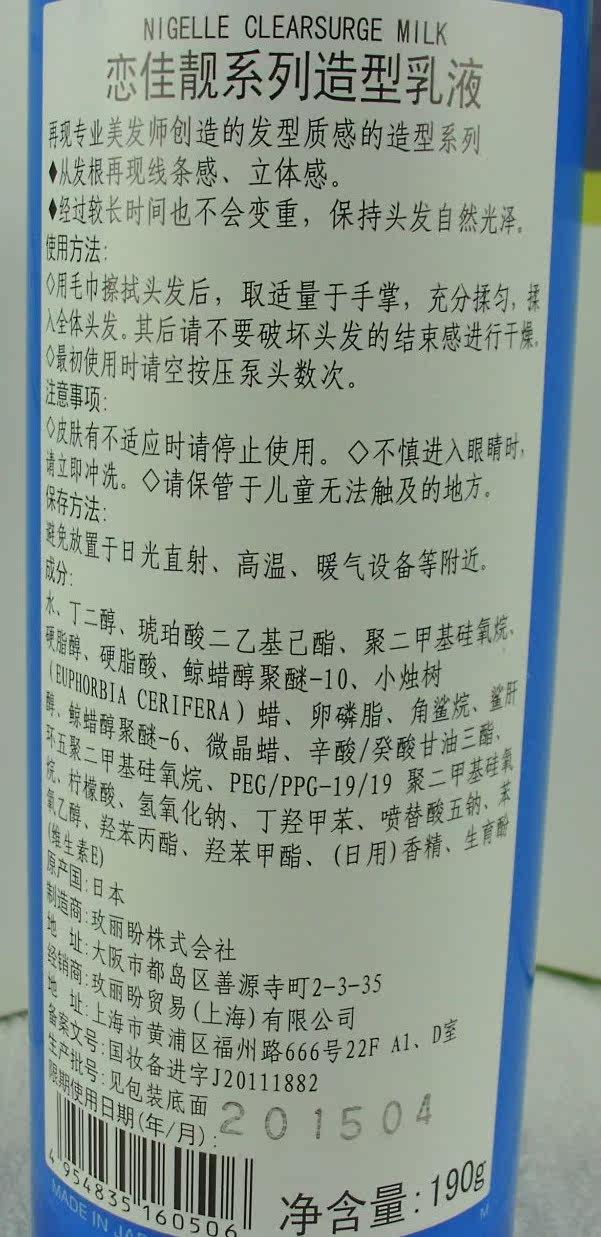 NIGELLE CLEARSURGE MILK
恋佳靓系列造型乳液
再现专业美发师创造的发型质感的造型系列
◆从发根再现线条感、立体感。
◆经过较长时间也不会变重，保持头发自然光泽。
使用方法:
◇用毛巾擦拭头发后，取适量于手掌，充分揉匀，揉
入全体头发。其后请不要破坏头发的结束感进行干燥。
◇最初使用时请空按压泵头数次。
注意事项:
◇皮肤有不适应时请停止使用。◇不慎进入眼睛时，
请立即冲洗。◇请保管于儿童无法触及的地方。
保存方法:
避免放置于日光直射、高温、暖气设备等附近。
成分:
水、丁二醇、琥珀酸二乙基己酯、聚二甲基硅氧烷、
硬脂醇、硬脂酸、鲸蜡醇聚醚-10、小烛树
(EUPHORBIA CERIFERA)蜡、卵磷脂、角鲨烷、鲨肝
醇、鲸蜡醇聚醚-6、微晶蜡、辛酸/癸酸甘油三酯、
环五聚二甲基硅氧烷、PEG/PPG-19/19 聚二甲基硅氧
烷、柠檬酸、氢氧化钠、丁羟甲苯、喷替酸五钠、苯
氧乙醇、羟苯丙酯、羟苯甲酯、(日用)香精、生育酚
(维生素E)
原产国:日本
制造商:玫丽盼株式会社
地 址:大阪市都岛区善源寺町2-3-35
经销商:玫丽盼贸易(上海)有限公司
地 址:上海市黄浦区福州路666号22F A1、D室
备案文号:国妆备进字J20111882
生产批号:见包装底面
限期使用日期(年/月): 201504
4 954835 160506
净含量:190g
MADE IN JAP